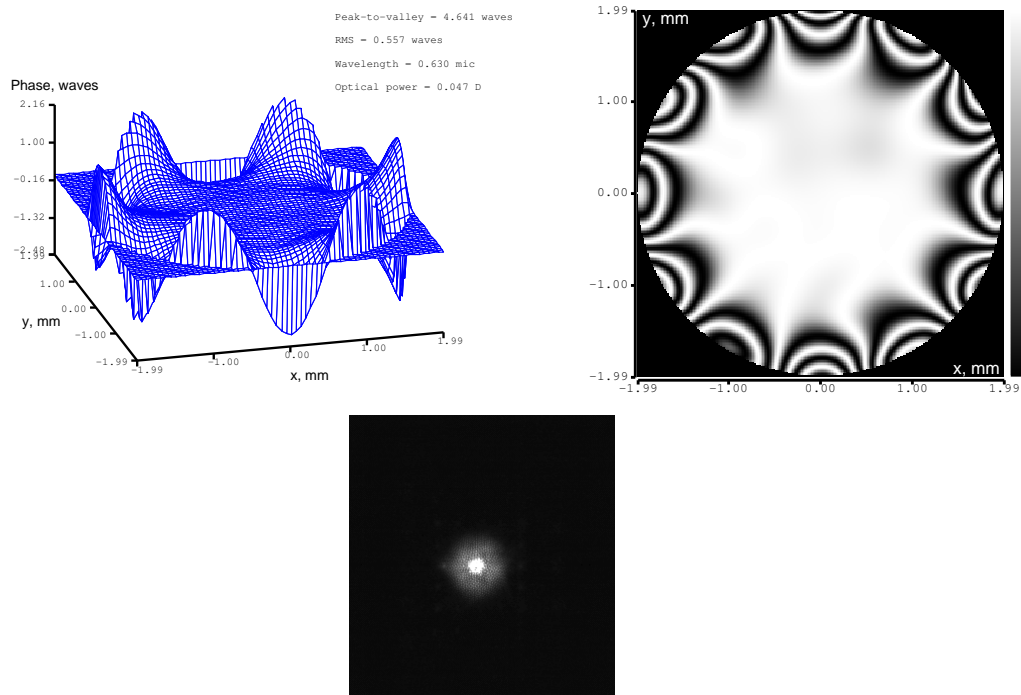 Peak-to-valley = 4.641 waves
RMS = 0.557 waves
Wavelength = 0.630 mic
Optical power = 0.047 D
Phase, waves
2.16
1.00
-0.16
-1.32
-2.48
1.99
1.00
0.00
y, mm
-1.00
-1.99
-1.99
-1.00
0.00
1.00
1.99
x, mm
1.99
y, mm
1.00
0.00
-1.00
-1.99
x, mm
-1.99
-1.00
0.00
1.00
1.99